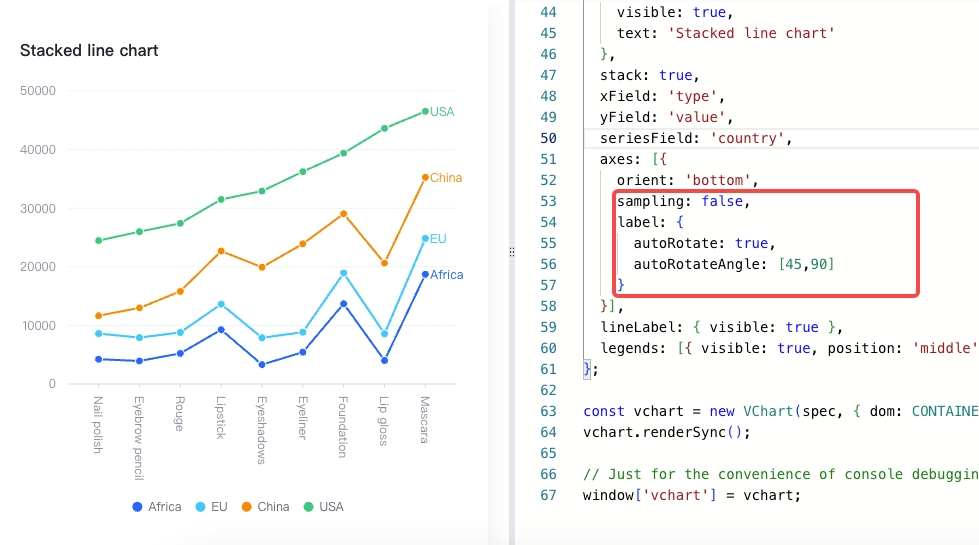 Stacked line chart
50000
40000
30000
20000
10000
0
USA
China
EU
Africa
Nail polish
Eyebrow pencil
Rouge
Lipstick
Eyeshadows
Eyeliner
Foundation
Lip gloss
Mascara
Africa EU China USA
44 visible: true,
45 text: 'Stacked line chart'
46 },
47 stack: true,
48 xField: 'type',
49 yField: 'value',
50 seriesField: 'country',
51 axes: [{
52 orient: 'bottom',
53 sampling: false,
54 label: {
55 autoRotate: true,
56 autoRotateAngle: [45,90]
57 }
58 }],
59 lineLabel: { visible: true },
60 legends: [{ visible: true, position: 'middle'
61 };
62
63 const vchart = new VChart(spec, { dom: CONTAINE
64 vchart.renderSync();
65
66 // Just for the convenience of console debuggin
67 window['vchart'] = vchart;